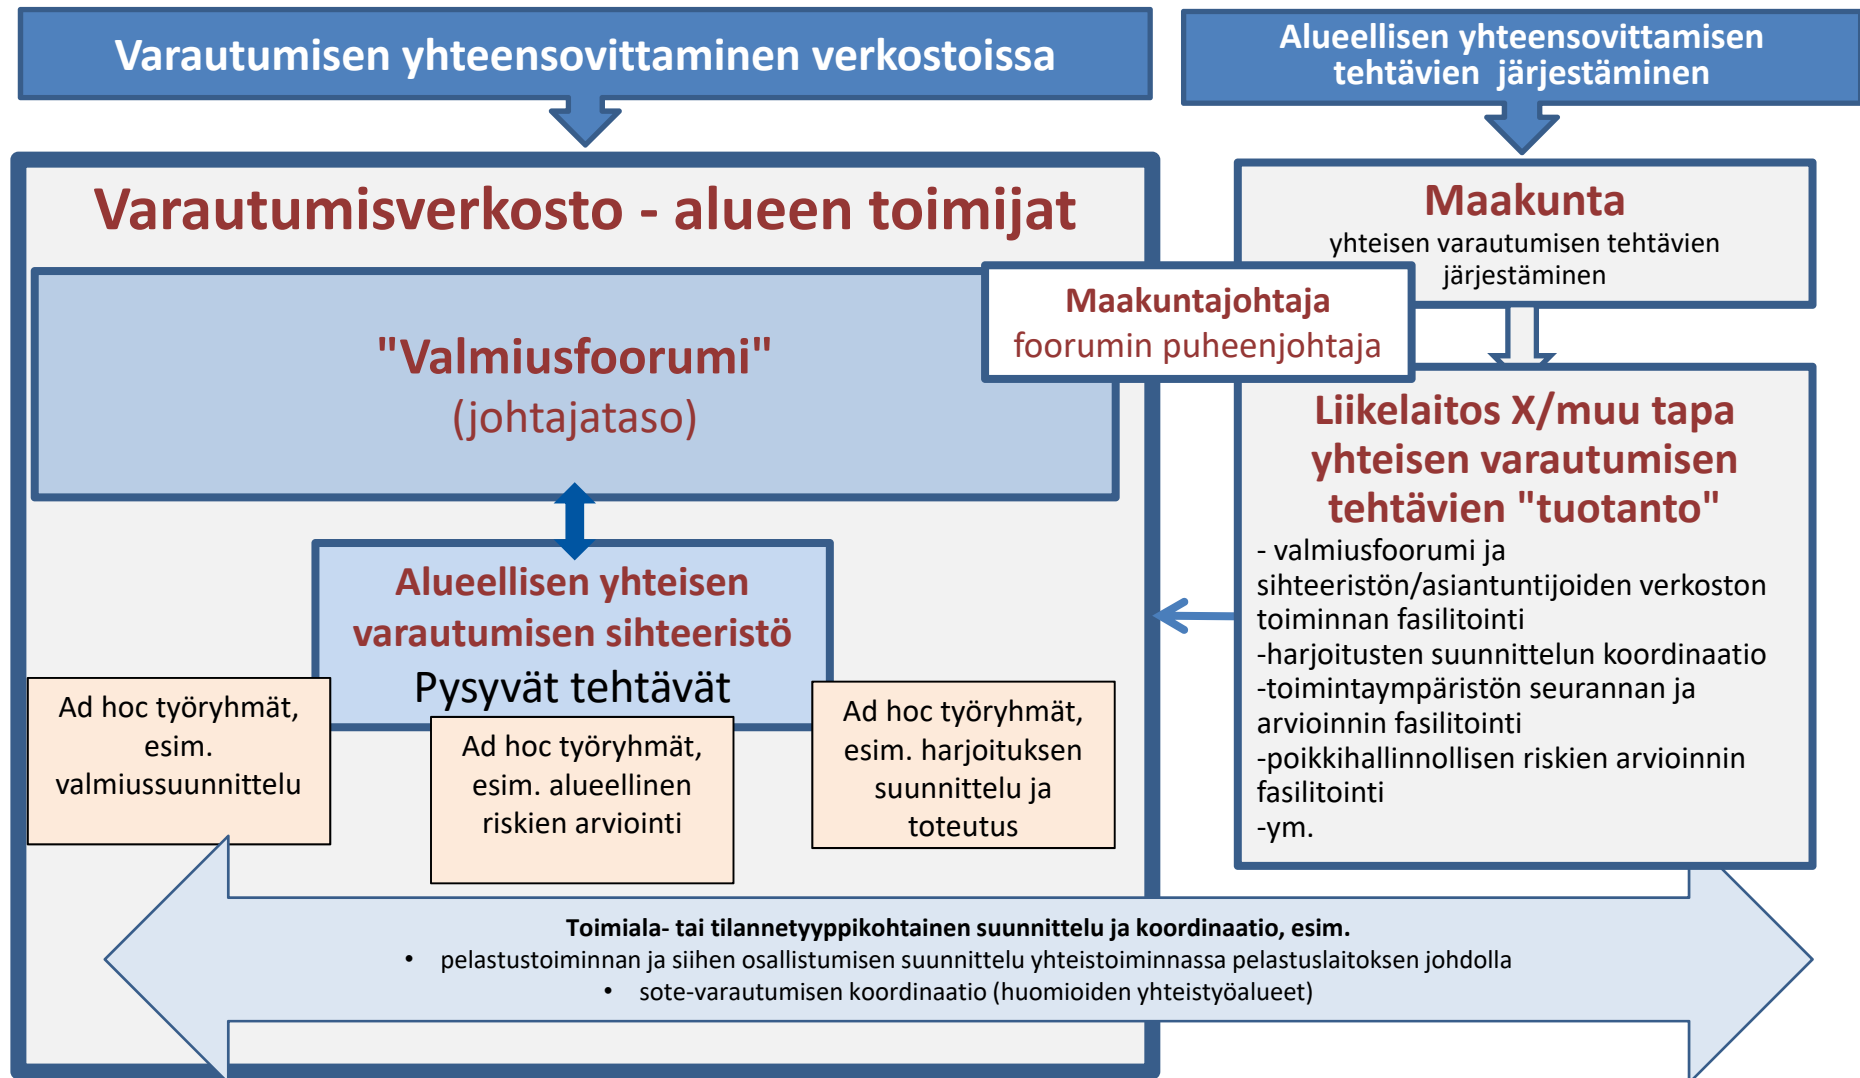 Varautumisen yhteensovittaminen verkostoissa
Alueellisen yhteensovittamisen
tehtävien järjestäminen
Varautumisverkosto - alueen toimijat
Maakunta
yhteisen varautumisen tehtävien
järjestäminen
Maakuntajohtaja
foorumin puheenjohtaja
"Valmiusfoorumi"
(johtajataso)
Liikelaitos X/muu tapa
yhteisen varautumisen
tehtävien "tuotanto"
- valmiusfoorumi ja
sihteeristön/asiantuntijoiden verkoston
toiminnan fasilitointi
-harjoitusten suunnittelun koordinaatio
-toimintaympäristön seurannan ja
arvioinnin fasilitointi
-poikkihallinnollisen riskien arvioinnin
fasilitointi
-ym.
Alueellisen yhteisen
varautumisen sihteeristö
Pysyvät tehtävät
Ad hoc työryhmät,
esim.
valmiussuunnittelu
Ad hoc työryhmät,
esim. alueellinen
riskien arviointi
Ad hoc työryhmät,
esim. harjoituksen
suunnittelu ja
toteutus
Toimiala- tai tilannetyyppikohtainen suunnittelu ja koordinaatio, esim.
• pelastustoiminnan ja siihen osallistumisen suunnittelu yhteistoiminnassa pelastuslaitoksen johdolla
• sote-varautumisen koordinaatio (huomioiden yhteistyöalueet)